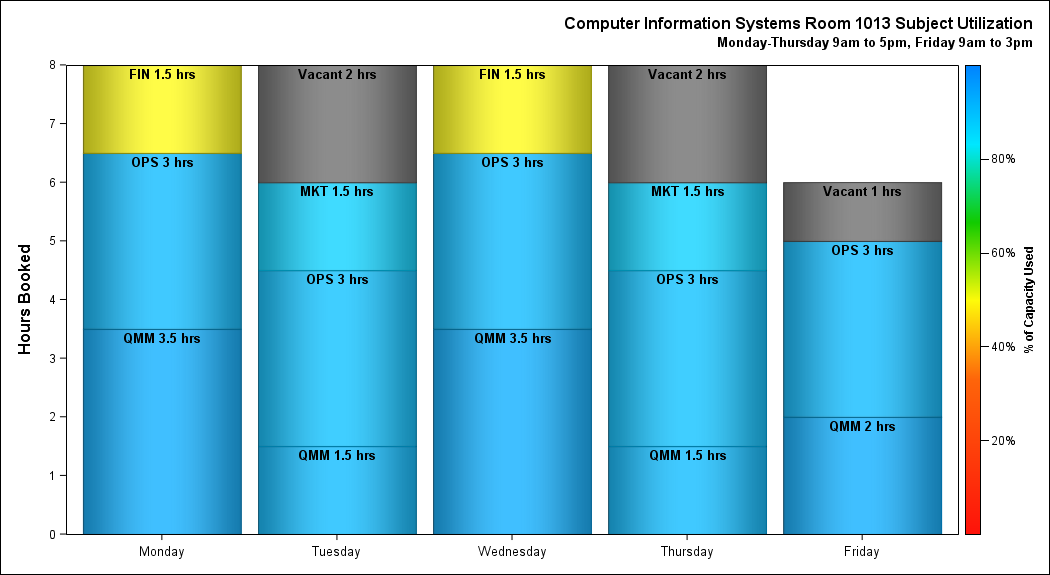 Computer Information Systems Room 1013 Subject Utilization
Monday-Thursday 9am to 5pm, Friday 9am to 3pm
Hours Booked
8
7
6
5
4
3
2
1
0
FIN 1.5 hrs
OPS 3 hrs
QMM 3.5 hrs
Monday
Vacant 2 hrs
MKT 1.5 hrs
OPS 3 hrs
QMM 1.5 hrs
Tuesday
FIN 1.5 hrs
OPS 3 hrs
QMM 3.5 hrs
Wednesday
Vacant 2 hrs
MKT 1.5 hrs
OPS 3 hrs
QMM 1.5 hrs
Thursday
Vacant 1 hrs
OPS 3 hrs
QMM 2 hrs
Friday
80%
60%
40%
20%
% of Capacity Used